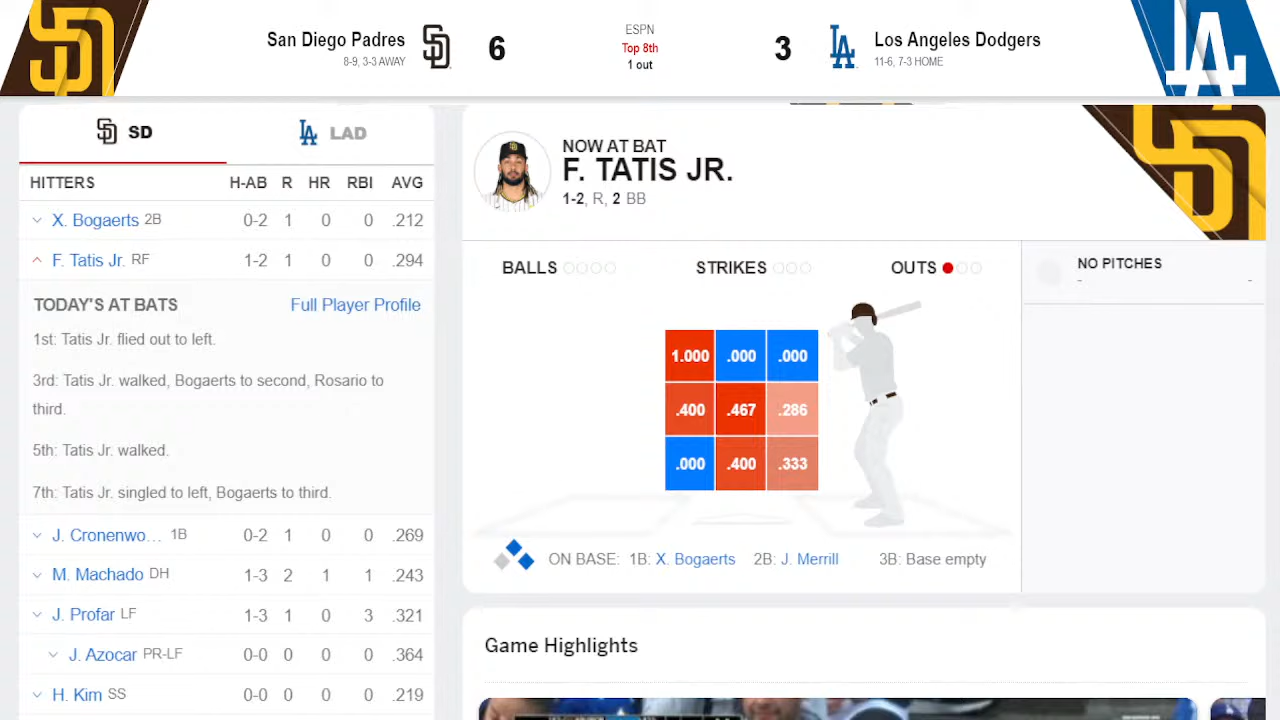 San Diego Padres
8-9, 3-3 AWAY
6
ESPN
Top 8th
1 out
3
Los Angeles Dodgers
11-6, 7-3 HOME
SD LAD
HITTERS H-AB R HR RBI AVG
X. Bogaerts 2B 0-2 1 0 0 .212
F. Tatis Jr. RF 1-2 1 0 0 .294
TODAY'S AT BATS Full Player Profile
1st: Tatis Jr. flied out to left.
3rd: Tatis Jr. walked, Bogaerts to second, Rosario to
third.
5th: Tatis Jr. walked.
7th: Tatis Jr. singled to left, Bogaerts to third.
J. Cronenwo... 1B 0-2 1 0 0 .269
M. Machado DH 1-3 2 1 1 .243
J. Profar LF 1-3 1 0 3 .321
J. Azocar PR-LF 0-0 0 0 0 .364
H. Kim SS 0-0 0 0 0 .219
NOW AT BAT
F. TATIS JR.
1-2, R, 2 BB
BALLS STRIKES OUTS
1.000 .000 .000
.400 .467 .286
.000 .400 .333
ON BASE: 1B: X. Bogaerts 2B: J. Merrill 3B: Base empty
NO PITCHES
- -
Game Highlights